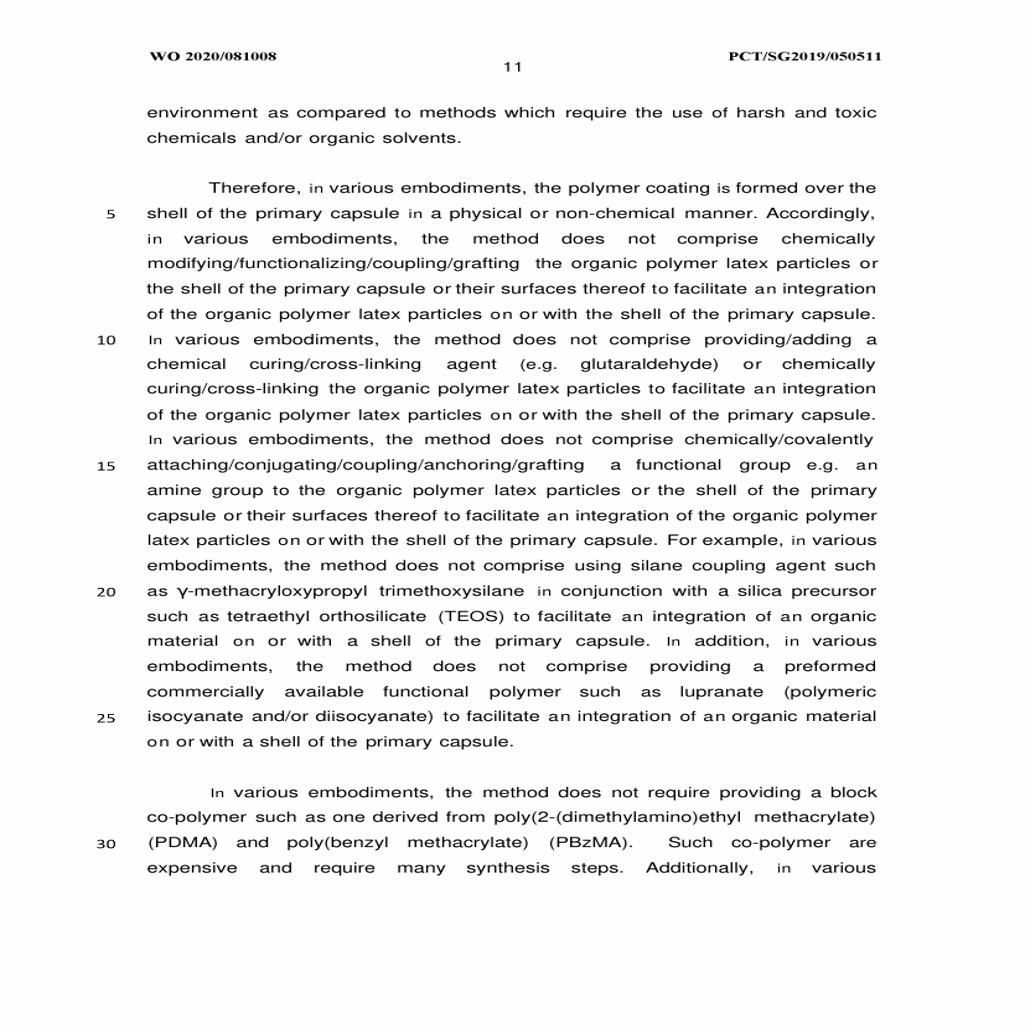 WO 2020/081008
PCT/SG2019/050511
11
environment as compared to methods which require the use of harsh and toxic
chemicals and/or organic solvents.
Therefore, in various embodiments, the polymer coating is formed over the
5 shell of the primary capsule in a physical or non-chemical manner. Accordingly,
in various embodiments, the method does not comprise chemically
modifying/functionalizing/coupling/grafting the organic polymer latex particles or
the shell of the primary capsule or their surfaces thereof to facilitate an integration
of the organic polymer latex particles on or with the shell of the primary capsule.
10 In various embodiments, the method does not comprise providing/adding a
chemical curing/cross-linking agent (e.g. glutaraldehyde) or chemically
curing/cross-linking the organic polymer latex particles to facilitate an integration
of the organic polymer latex particles on or with the shell of the primary capsule.
In various embodiments, the method does not comprise chemically/covalently
15 attaching/conjugating/coupling/anchoring/grafting a functional group e.g. an
amine group to the organic polymer latex particles or the shell of the primary
capsule or their surfaces thereof to facilitate an integration of the organic polymer
latex particles on or with the shell of the primary capsule. For example, in various
embodiments, the method does not comprise using silane coupling agent such
20 as γ-methacryloxypropyl trimethoxysilane in conjunction with a silica precursor
such as tetraethyl orthosilicate (TEOS) to facilitate an integration of an organic
material on or with a shell of the primary capsule. In addition, in various
embodiments, the method does not comprise providing a preformed
commercially available functional polymer such as lupranate (polymeric
25 isocyanate and/or diisocyanate) to facilitate an integration of an organic material
on or with a shell of the primary capsule.
In various embodiments, the method does not require providing a block
co-polymer such as one derived from poly(2-(dimethylamino)ethyl methacrylate)
30 (PDMA) and poly(benzyl methacrylate) (PBzMA). Such co-polymer are
expensive and require many synthesis steps. Additionally, in various